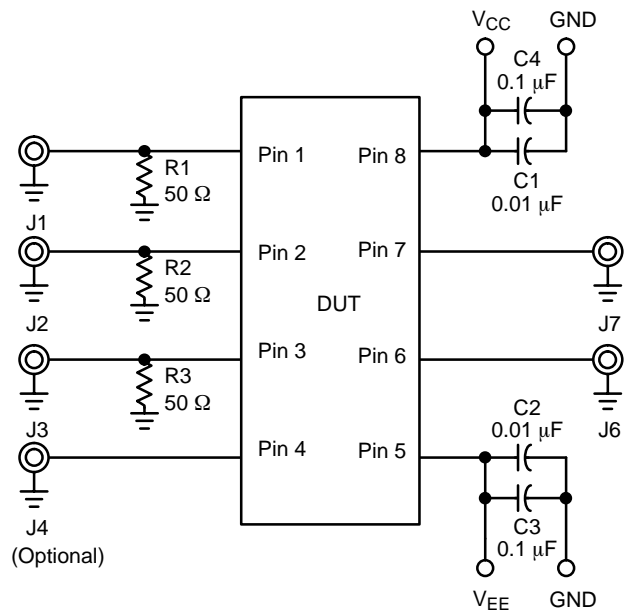 V_CC GND
C4
0.1 μF
C1
0.01 μF
Pin 1
Pin 8
R1
50 Ω
J1
Pin 2
Pin 7
R2
50 Ω
J2
DUT
J7
Pin 3
Pin 6
R3
50 Ω
J3
J6
Pin 4
Pin 5
C2
0.01 μF
C3
0.1 μF
J4
(Optional)
V_EE GND